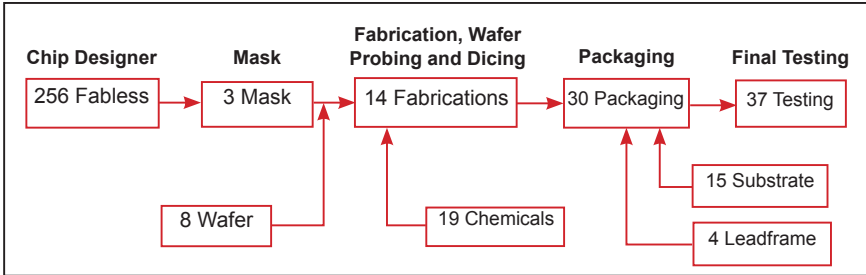 Chip Designer
Mask
Fabrication, Wafer
Probing and Dicing
Packaging
Final Testing
256 Fabless
3 Mask
14 Fabrications
30 Packaging
37 Testing
8 Wafer
19 Chemicals
15 Substrate
4 Leadframe